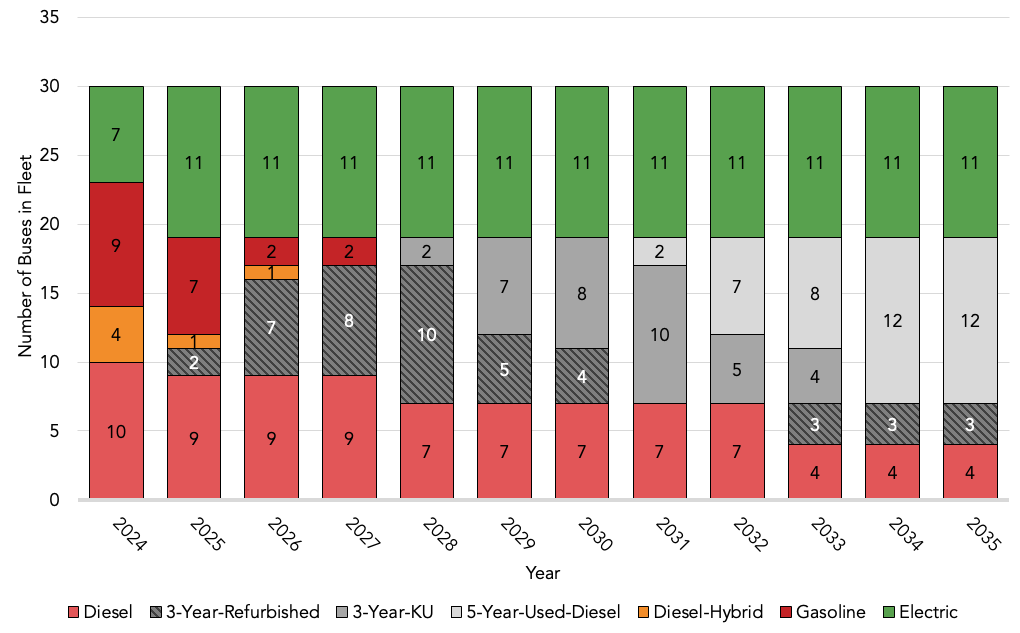 35
30
25
20
15
10
5
0
Number of Buses in Fleet
7 11 11 11 11 11 11 11 11 11 11 11
9 7 2 2 2 7 8 2 7 8 12 12
4 1 1 8 10 5 4 10 5 4 3 3
10 2 7 9 7 7 7 7 7 3 4 4
9 9 4
2024 2025 2026 2027 2028 2029 2030 2031 2032 2033 2034 2035
Year
Diesel 3-Year-Refurbished 3-Year-KU 5-Year-Used-Diesel Diesel-Hybrid Gasoline Electric